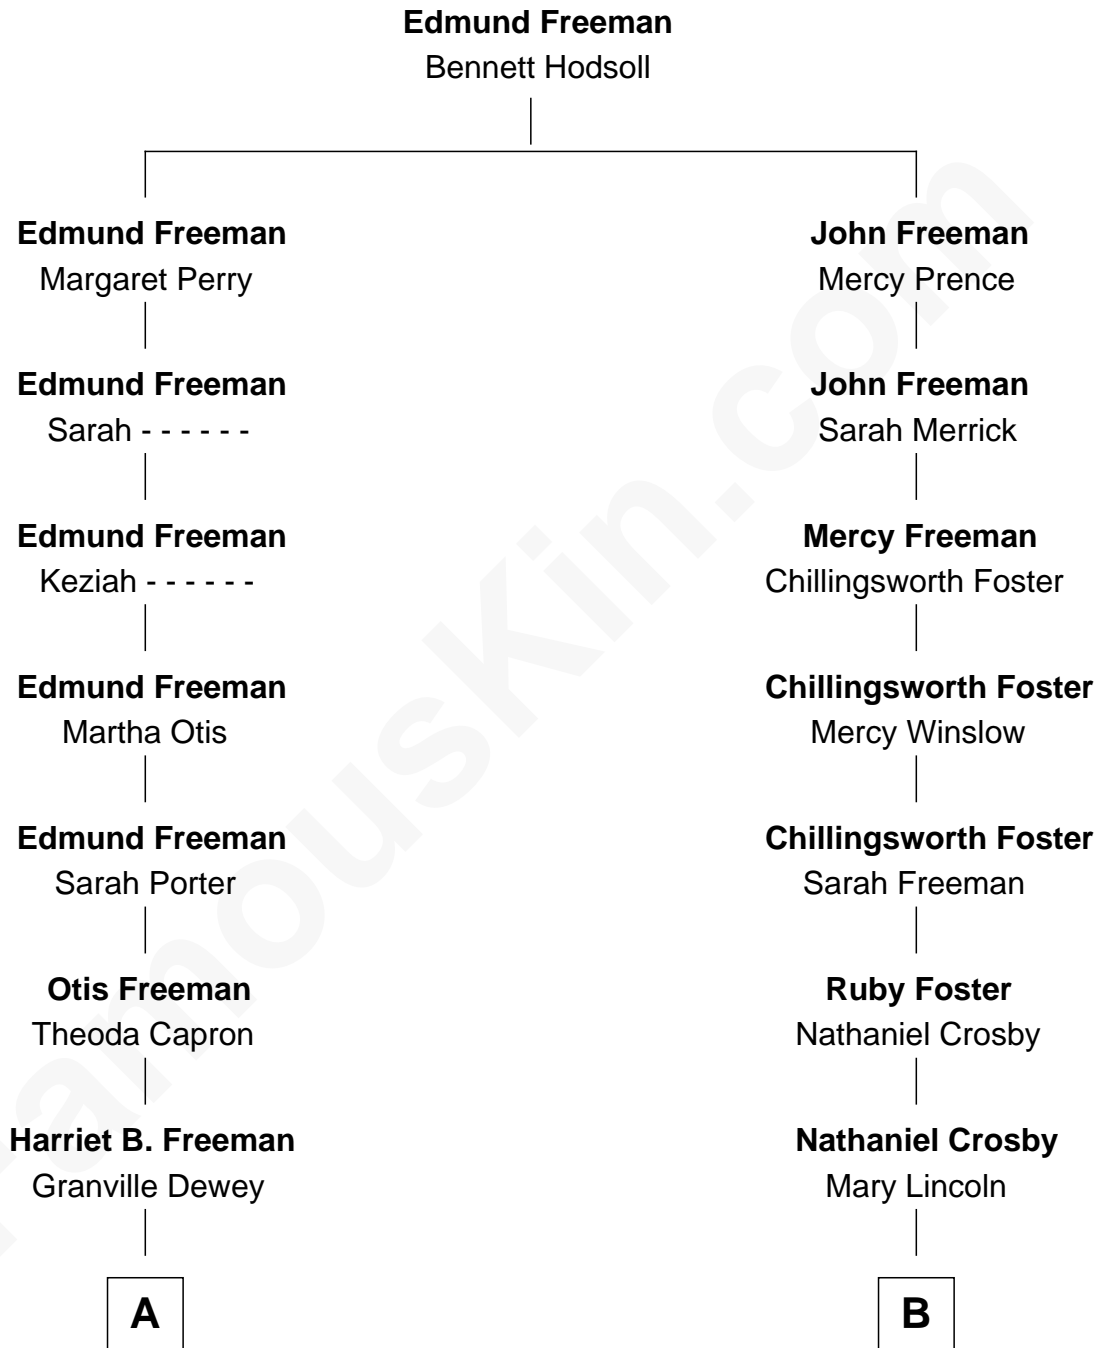 Edmund Freeman
Bennett Hodsoll
Edmund Freeman
Margaret Perry
John Freeman
Mercy Prence
Edmund Freeman
Sarah - - - - - -
John Freeman
Sarah Merrick
Edmund Freeman
Keziah - - - - - -
Mercy Freeman
Chillingsworth Foster
Edmund Freeman
Martha Otis
Chillingsworth Foster
Mercy Winslow
Edmund Freeman
Sarah Porter
Chillingsworth Foster
Sarah Freeman
Otis Freeman
Theoda Capron
Ruby Foster
Nathaniel Crosby
Harriet B. Freeman
Granville Dewey
Nathaniel Crosby
Mary Lincoln
A
B
FamousKin.com